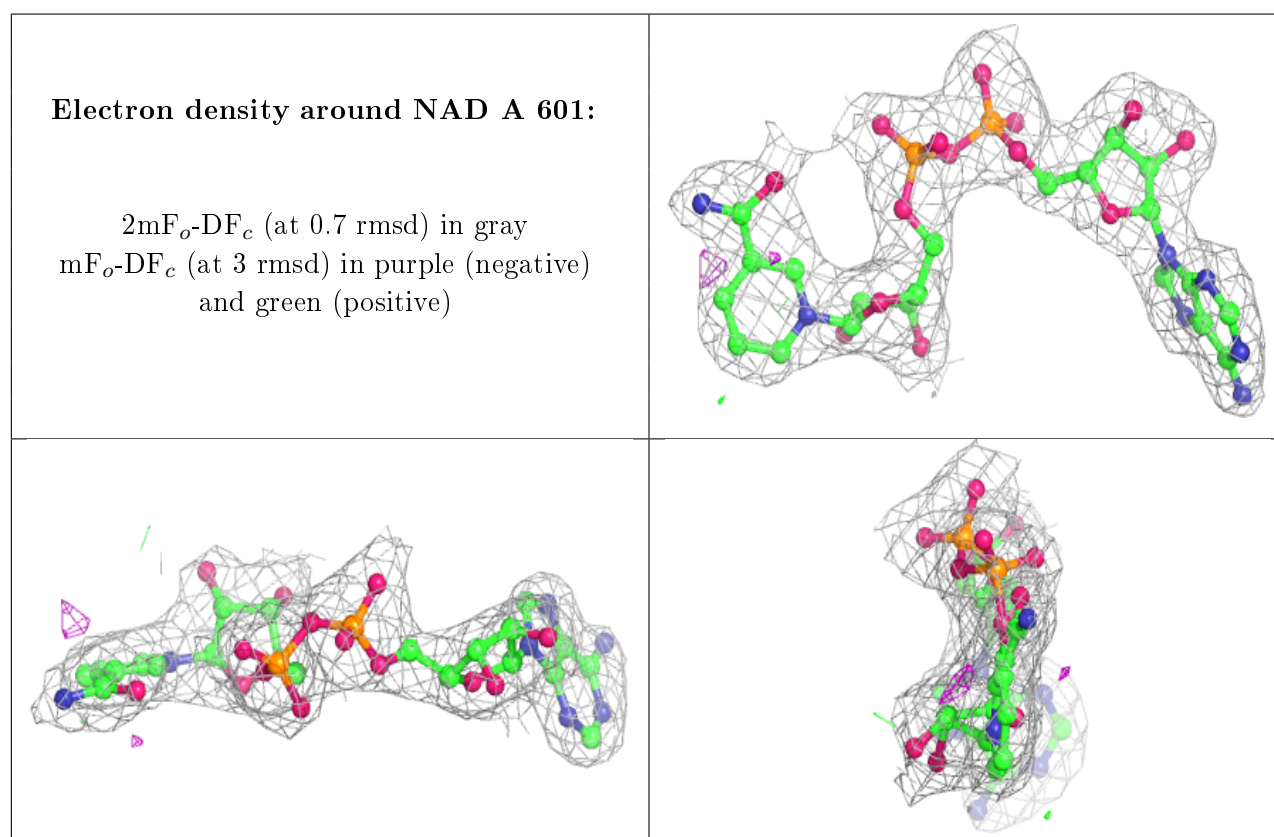 Electron density around NAD A 601:
2mFₒ-DF𝒸 (at 0.7 rmsd) in gray
mFₒ-DF𝒸 (at 3 rmsd) in purple (negative)
and green (positive)